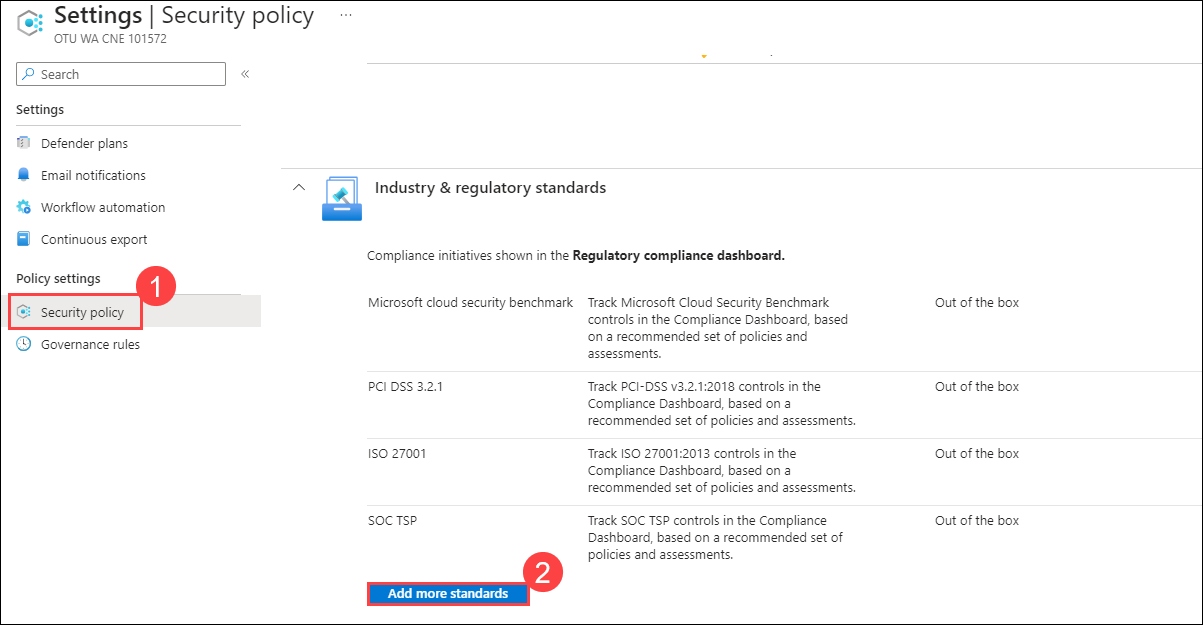 Settings | Security policy ...
OTU WA CNE 101572
Search «
Settings
Defender plans
Email notifications
Workflow automation
Continuous export
Policy settings
1
Security policy
Governance rules
Industry & regulatory standards
Compliance initiatives shown in the Regulatory compliance dashboard.
Microsoft cloud security benchmark Track Microsoft Cloud Security Benchmark Out of the box
controls in the Compliance Dashboard, based
on a recommended set of policies and
assessments.
PCI DSS 3.2.1 Track PCI-DSS v3.2.1:2018 controls in the Out of the box
Compliance Dashboard, based on a
recommended set of policies and assessments.
ISO 27001 Track ISO 27001:2013 controls in the Out of the box
Compliance Dashboard, based on a
recommended set of policies and assessments.
SOC TSP Track SOC TSP controls in the Compliance Out of the box
Dashboard, based on a recommended set of
policies and assessments.
2
Add more standards